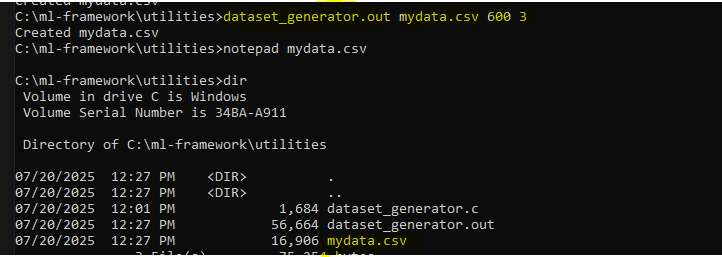 C:\ml-framework\utilities>dataset_generator.out mydata.csv 600 3
Created mydata.csv
C:\ml-framework\utilities>notepad mydata.csv
C:\ml-framework\utilities>dir
 Volume in drive C is Windows
 Volume Serial Number is 34BA-A911
 Directory of C:\ml-framework\utilities
07/20/2025  12:27 PM    <DIR>          .
07/20/2025  12:27 PM    <DIR>          ..
07/20/2025  12:01 PM             1,684 dataset_generator.c
07/20/2025  12:27 PM            56,664 dataset_generator.out
07/20/2025  12:27 PM            16,906 mydata.csv